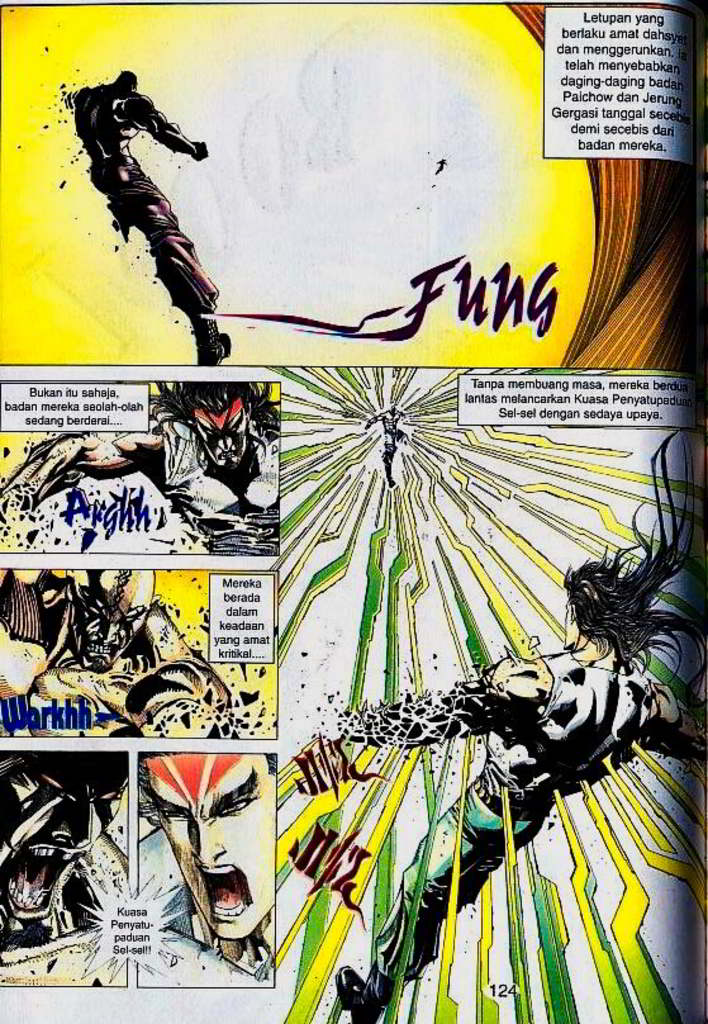 Letupan yang
berlaku amat dahsyat
dan menggerunkan. Ia
telah menyebabkan
daging-daging badan
Paichow dan Jerung
Gergasi tanggal secebis
demi secebis dari
badan mereka.
FUNG
Bukan itu sahaja,
badan mereka seolah-olah
sedang berderai....
Arghh
Tanpa membuang masa, mereka berdua
lantas melancarkan Kuasa Penyatupaduan
Sel-sel dengan sedaya upaya.
Mereka
berada
dalam
keadaan
yang amat
kritikal....
Warkhh
Kuasa
Penyatu-
paduan
Sel-sel!!
124